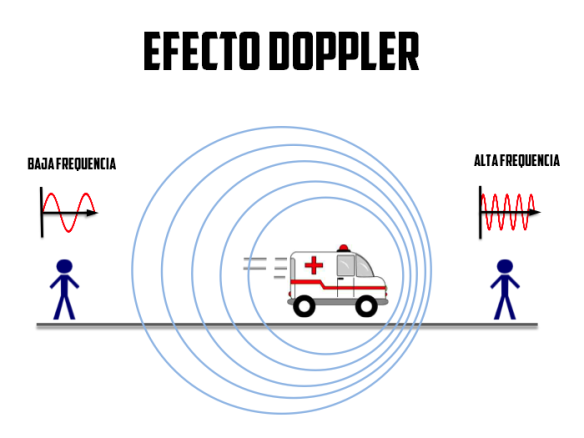 EFECTO DOPPLER
BAJA FREQUENCIA
ALTA FREQUENCIA